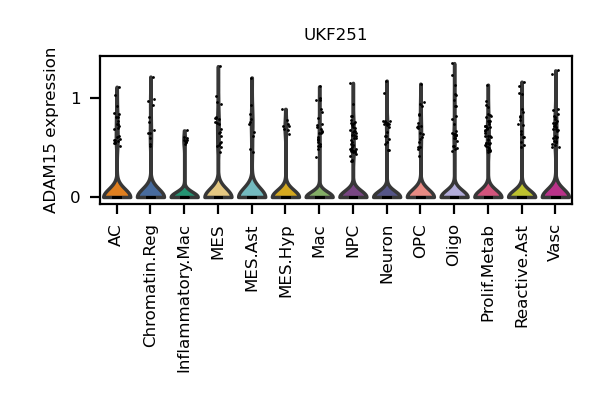 UKF251
ADAM15 expression
1
0
AC
Chromatin.Reg
Inflammatory.Mac
MES
MES.Ast
MES.Hyp
Mac
NPC
Neuron
OPC
Oligo
Prolif.Metab
Reactive.Ast
Vasc